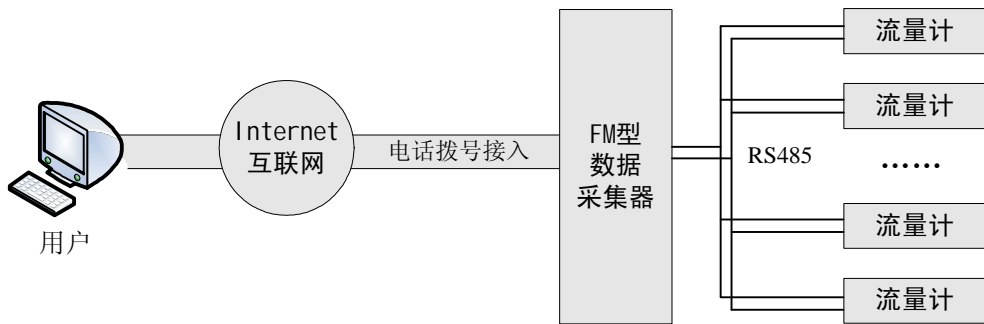 用户
Internet
互联网
电话拨号接入
FM型
数据
采集器
RS485
流量计
流量计
......
流量计
流量计